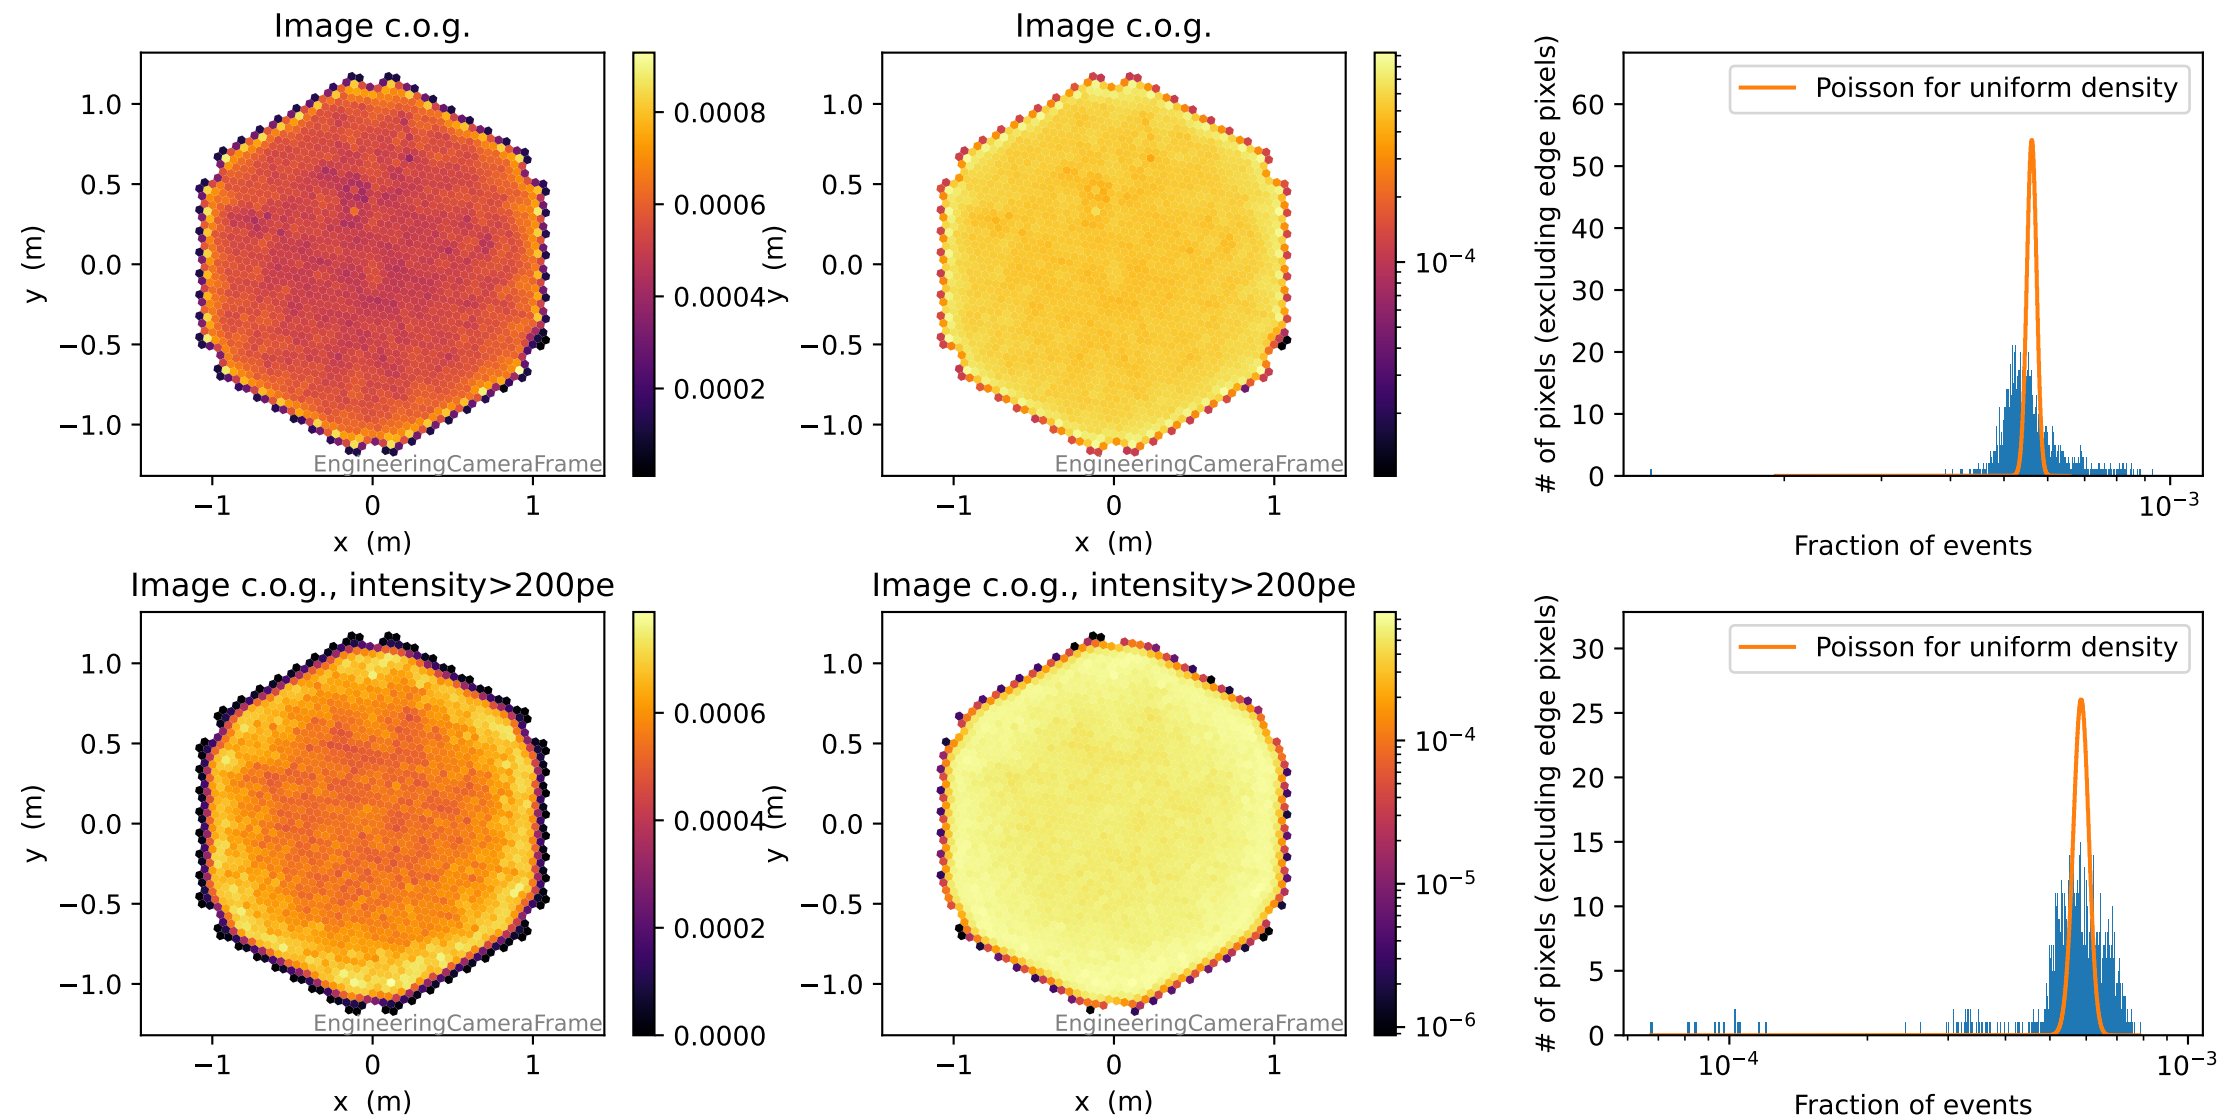 Image c.o.g.
Image c.o.g.
1.0
0.5
0.0
−0.5
−1.0
y (m)
−1 0 1
x (m)
EngineeringCameraFrame
0.0008
0.0006
0.0004
0.0002
1.0
0.5
0.0
−0.5
−1.0
y (m)
−1 0 1
x (m)
EngineeringCameraFrame
10⁻⁴
# of pixels (excluding edge pixels)
60
50
40
30
20
10
0
Poisson for uniform density
10⁻³
Fraction of events
Image c.o.g., intensity>200pe
Image c.o.g., intensity>200pe
1.0
0.5
0.0
−0.5
−1.0
y (m)
−1 0 1
x (m)
EngineeringCameraFrame
0.0006
0.0004
0.0002
0.0000
1.0
0.5
0.0
−0.5
−1.0
y (m)
−1 0 1
x (m)
EngineeringCameraFrame
10⁻⁴
10⁻⁵
10⁻⁶
# of pixels (excluding edge pixels)
30
25
20
15
10
5
0
Poisson for uniform density
10⁻⁴ 10⁻³
Fraction of events